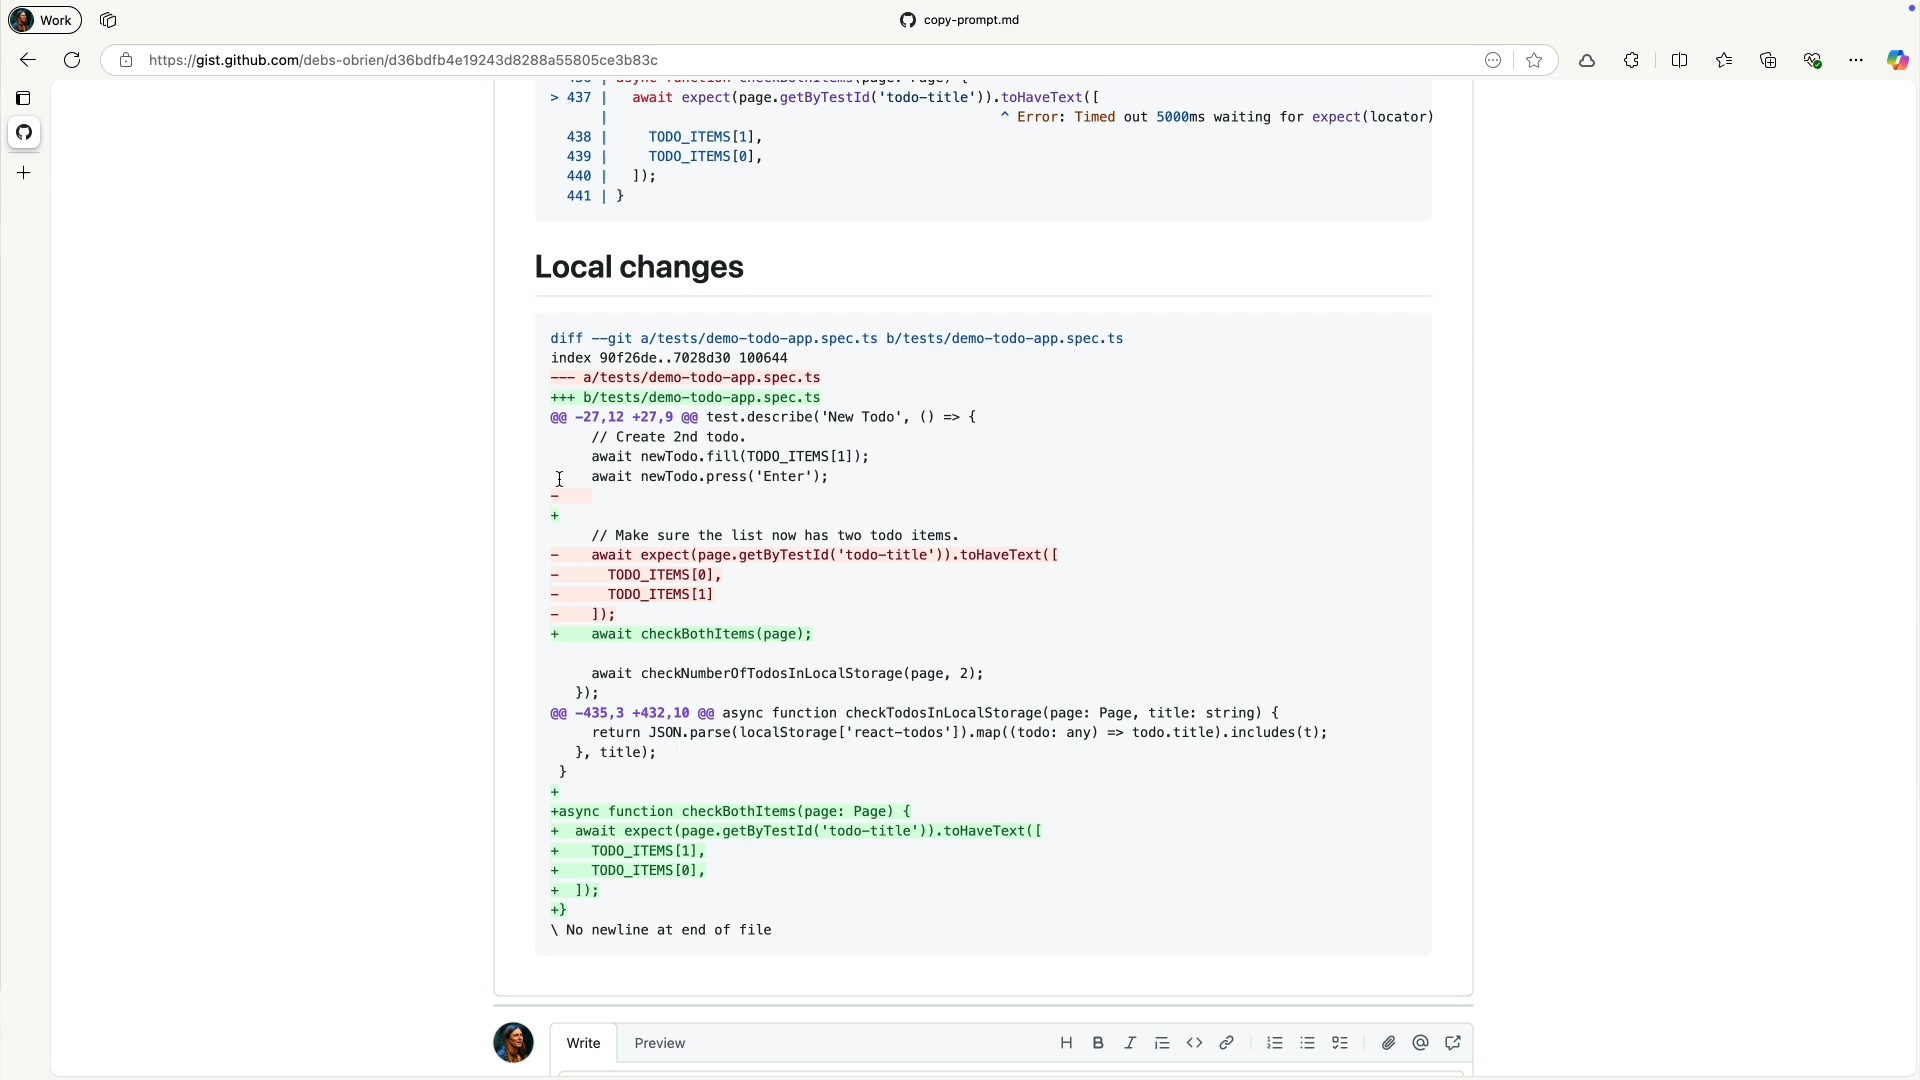 Work
copy-prompt.md
https://gist.github.com/debs-obrien/d36bdfb4e19243d8288a55805ce3b83c
436 | async function checkBothItems(page: Page) {
> 437 |   await expect(page.getByTestId('todo-title')).toHaveText([
|                                                ^ Error: Timed out 5000ms waiting for expect(locator)
438 |     TODO_ITEMS[1],
439 |     TODO_ITEMS[0],
440 |   ]);
441 | }
Local changes
diff --git a/tests/demo-todo-app.spec.ts b/tests/demo-todo-app.spec.ts
index 90f26de..7028d30 100644
--- a/tests/demo-todo-app.spec.ts
+++ b/tests/demo-todo-app.spec.ts
@@ -27,12 +27,9 @@ test.describe('New Todo', () => {
     // Create 2nd todo.
     await newTodo.fill(TODO_ITEMS[1]);
     await newTodo.press('Enter');
-
+
     // Make sure the list now has two todo items.
-    await expect(page.getByTestId('todo-title')).toHaveText([
-      TODO_ITEMS[0],
-      TODO_ITEMS[1]
-    ]);
+    await checkBothItems(page);
     await checkNumberOfTodosInLocalStorage(page, 2);
   });
@@ -435,3 +432,10 @@ async function checkTodosInLocalStorage(page: Page, title: string) {
     return JSON.parse(localStorage['react-todos']).map((todo: any) => todo.title).includes(t);
   }, title);
 }
+
+async function checkBothItems(page: Page) {
+  await expect(page.getByTestId('todo-title')).toHaveText([
+    TODO_ITEMS[1],
+    TODO_ITEMS[0],
+  ]);
+}
\ No newline at end of file
Write
Preview